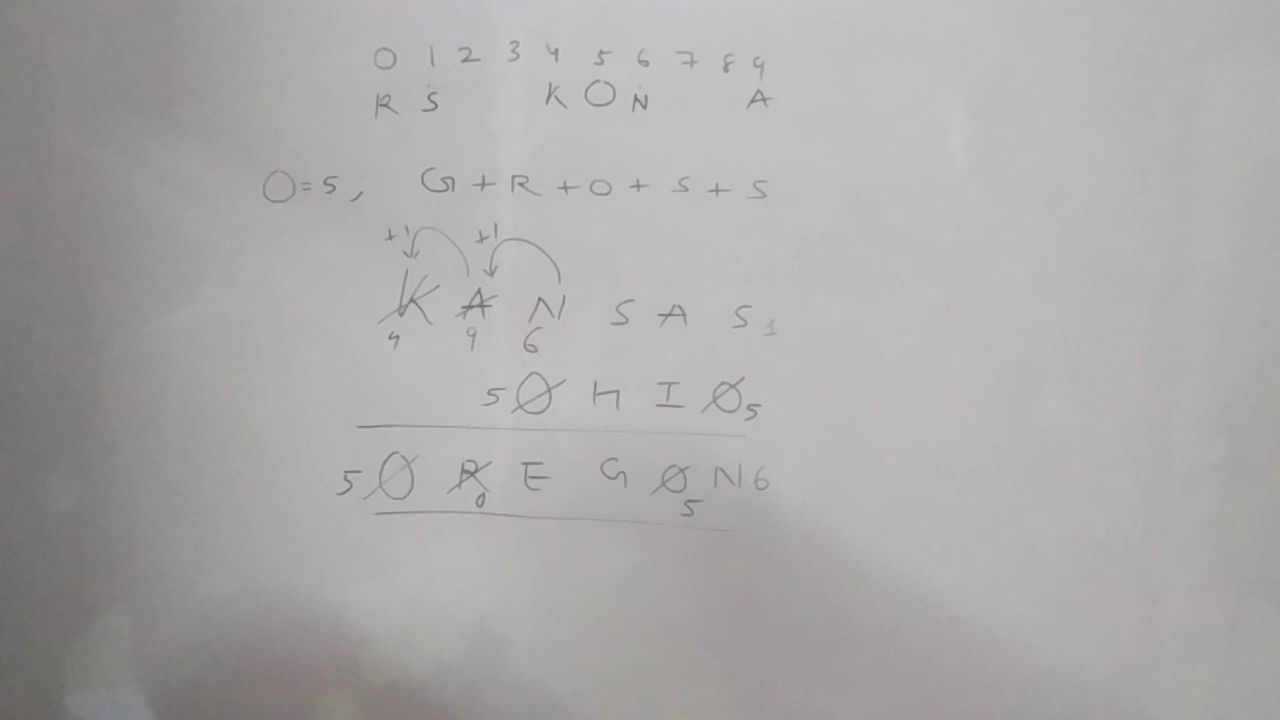 0 1 2 3 4 5 6 7 8 9
R S K O N A
O=5, G+R+O+S+S
+1 +1
K A N S A S 1
4 9 6
5 O H I O 5
5 O R E G O N 6
0 5